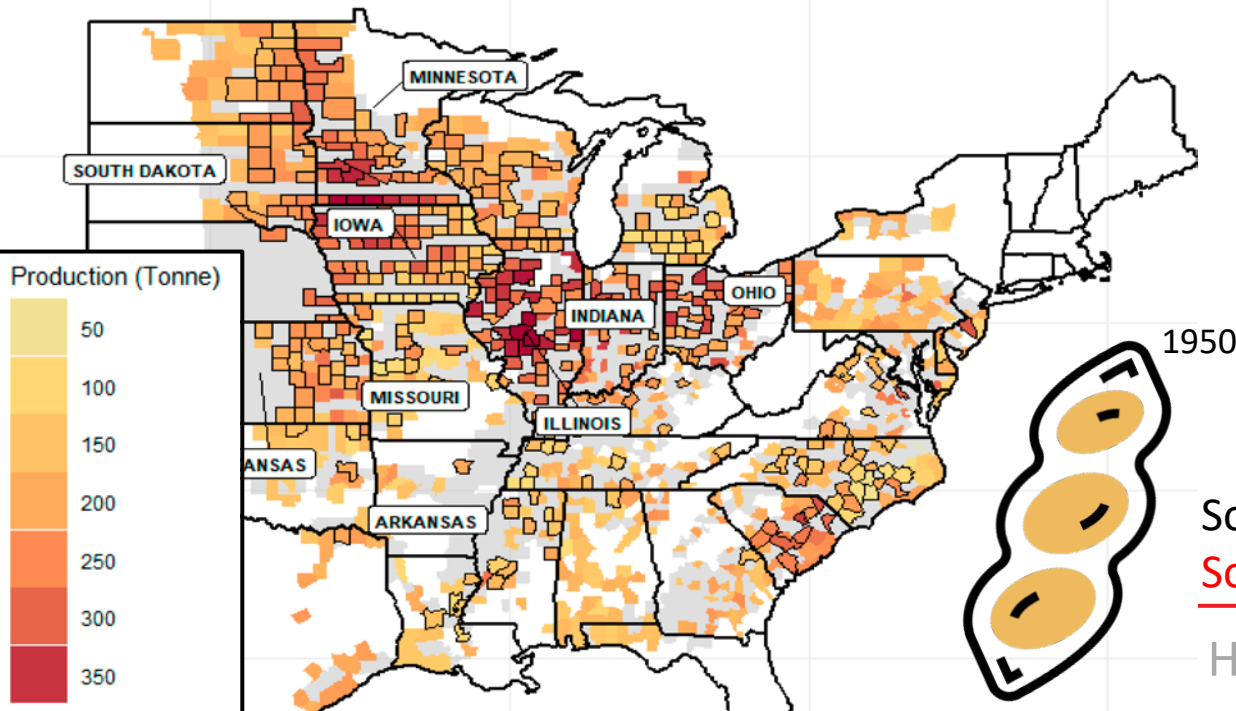 MINNESOTA
SOUTH DAKOTA
IOWA
Production (Tonne)
50
100
150
200
250
300
350
OHIO
INDIANA
1950
MISSOURI
ILLINOIS
ANSAS
ARKANSAS